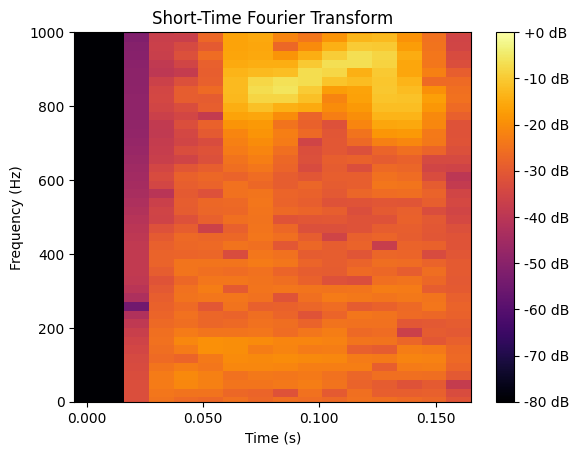 Short-Time Fourier Transform
1000
800
600
400
200
0
Frequency (Hz)
0.000
0.050
0.100
0.150
Time (s)
+0 dB
-10 dB
-20 dB
-30 dB
-40 dB
-50 dB
-60 dB
-70 dB
-80 dB